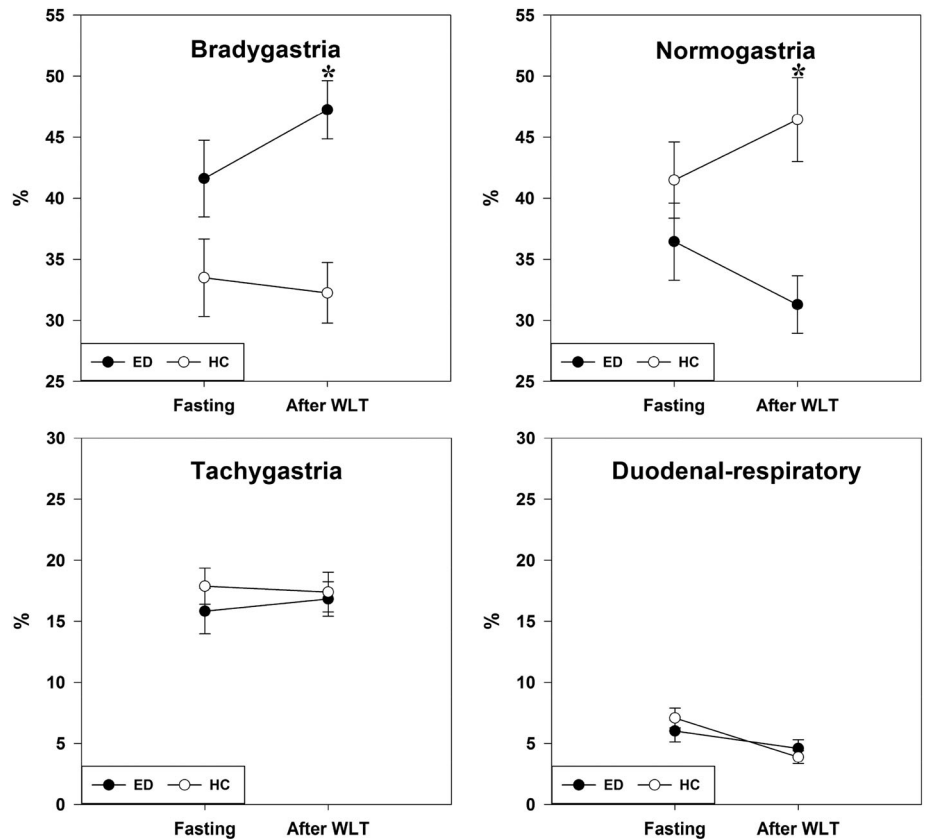 Bradygastria
55
50
45
40
35
30
25
%
*
ED HC
Fasting After WLT
Normogastria
55
50
45
40
35
30
25
%
*
ED HC
Fasting After WLT
Tachygastria
30
25
20
15
10
5
0
%
ED HC
Fasting After WLT
Duodenal-respiratory
30
25
20
15
10
5
0
%
ED HC
Fasting After WLT